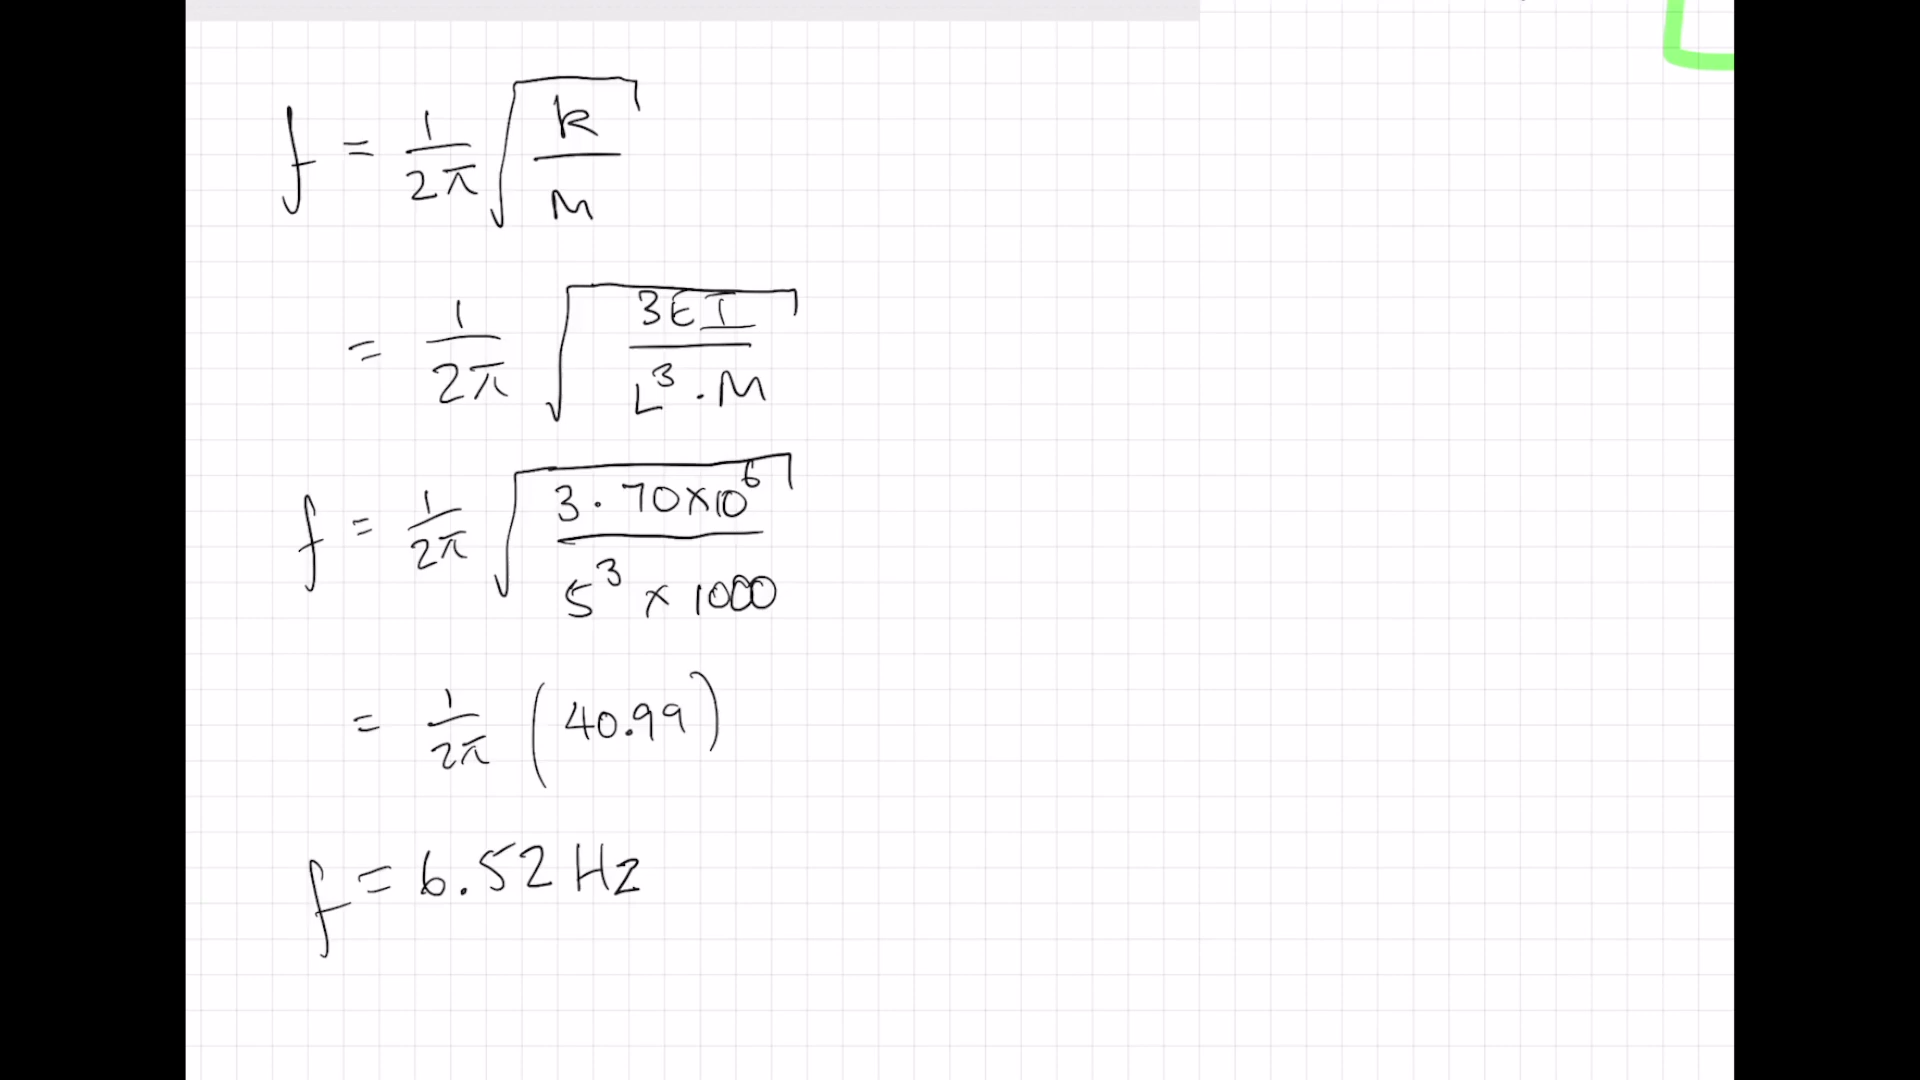 f = 1/2π √(k/M)
= 1/2π √(3EI/L³ · M)
f = 1/2π √(3 · 70×10⁶/5³ × 1000)
= 1/2π (40.99)
f = 6.52 Hz